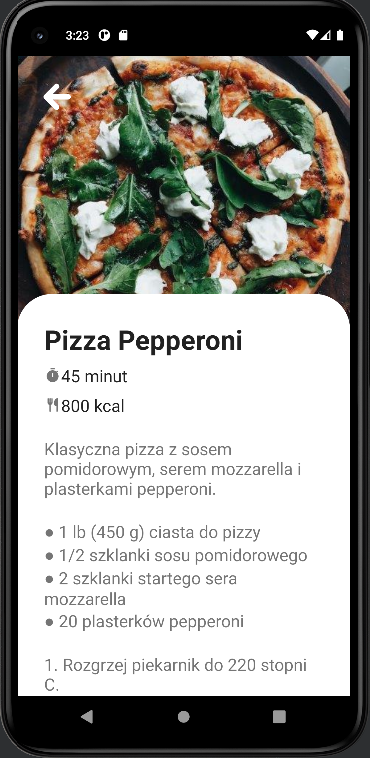 3:23
Pizza Pepperoni
45 minut
800 kcal
Klasyczna pizza z sosem
pomidorowym, serem mozzarella i
plasterkami pepperoni.
● 1 lb (450 g) ciasta do pizzy
● 1/2 szklanki sosu pomidorowego
● 2 szklanki startego sera
mozzarella
● 20 plasterków pepperoni
1. Rozgrzej piekarnik do 220 stopni
C.